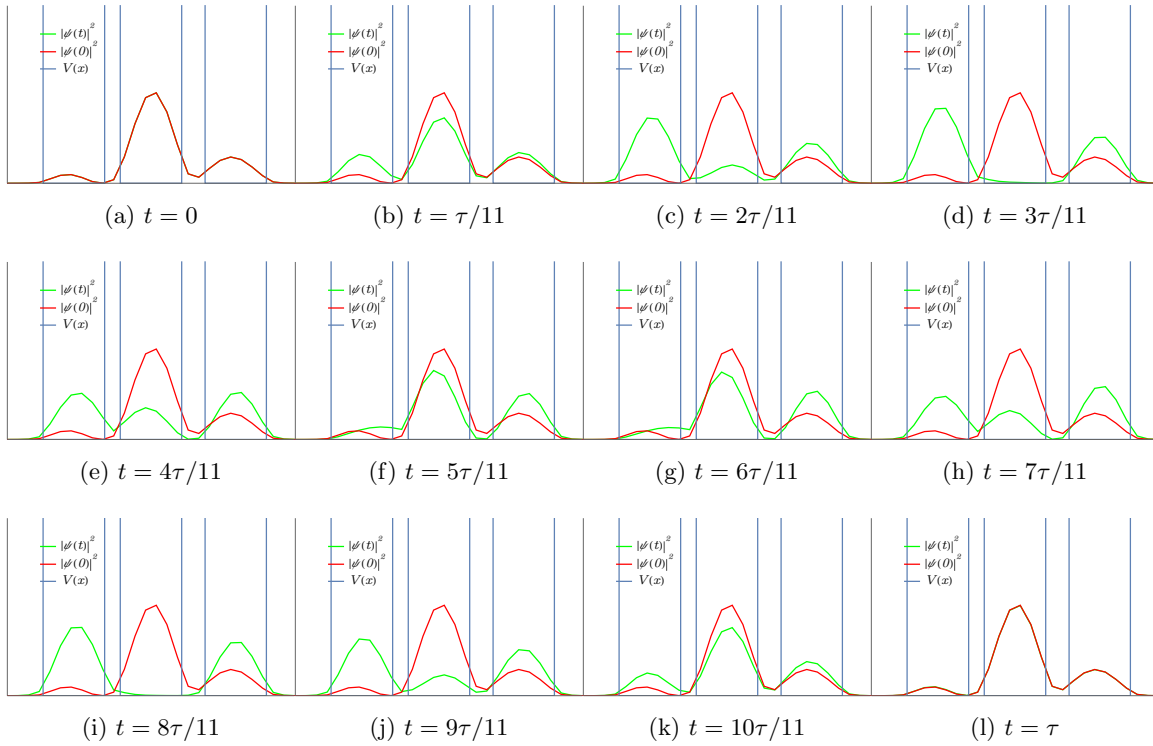 |ψ(t)|²
|ψ(0)|²
V(x)
|ψ(t)|²
|ψ(0)|²
V(x)
|ψ(t)|²
|ψ(0)|²
V(x)
|ψ(t)|²
|ψ(0)|²
V(x)
(a) t = 0
(b) t = τ/11
(c) t = 2τ/11
(d) t = 3τ/11
|ψ(t)|²
|ψ(0)|²
V(x)
|ψ(t)|²
|ψ(0)|²
V(x)
|ψ(t)|²
|ψ(0)|²
V(x)
|ψ(t)|²
|ψ(0)|²
V(x)
(e) t = 4τ/11
(f) t = 5τ/11
(g) t = 6τ/11
(h) t = 7τ/11
|ψ(t)|²
|ψ(0)|²
V(x)
|ψ(t)|²
|ψ(0)|²
V(x)
|ψ(t)|²
|ψ(0)|²
V(x)
|ψ(t)|²
|ψ(0)|²
V(x)
(i) t = 8τ/11
(j) t = 9τ/11
(k) t = 10τ/11
(l) t = τ